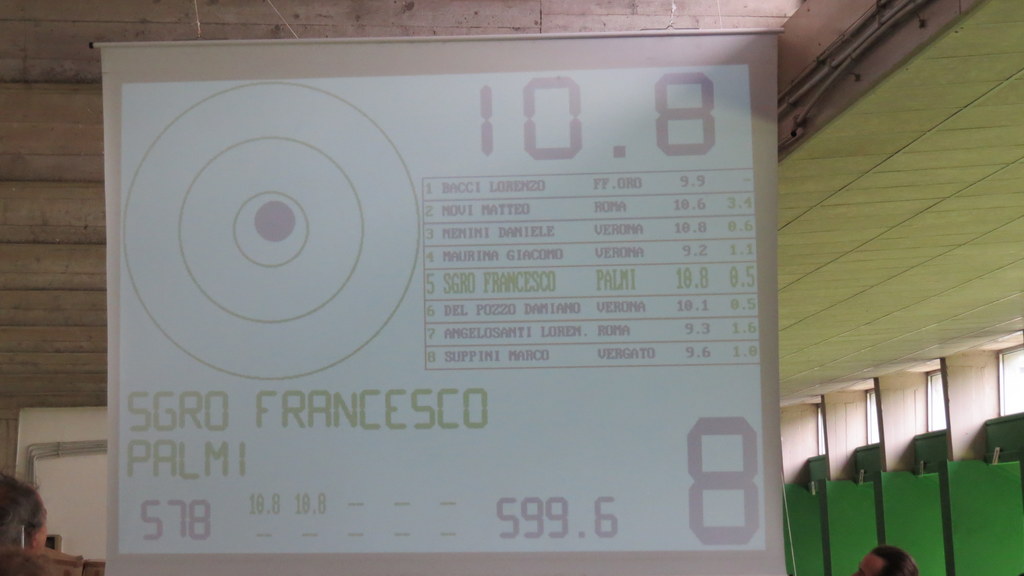 10.8
1 BACCI LORENZO FF.ORO 9.9 -
2 NOVI MATTEO ROMA 10.6 3.4
3 MENINI DANIELE VERONA 10.8 0.6
4 MAURINA GIACOMO VERONA 9.2 1.1
5 SGRO FRANCESCO PALMI 10.8 0.5
6 DEL POZZO DAMIANO VERONA 10.1 0.5
7 ANGELOSANTI LOREN. ROMA 9.3 1.6
8 SUPPINI MARCO VERGATO 9.6 1.0
SGRO FRANCESCO
PALMI
578 10.8 10.8 - - - 599.6 8
- - - - -